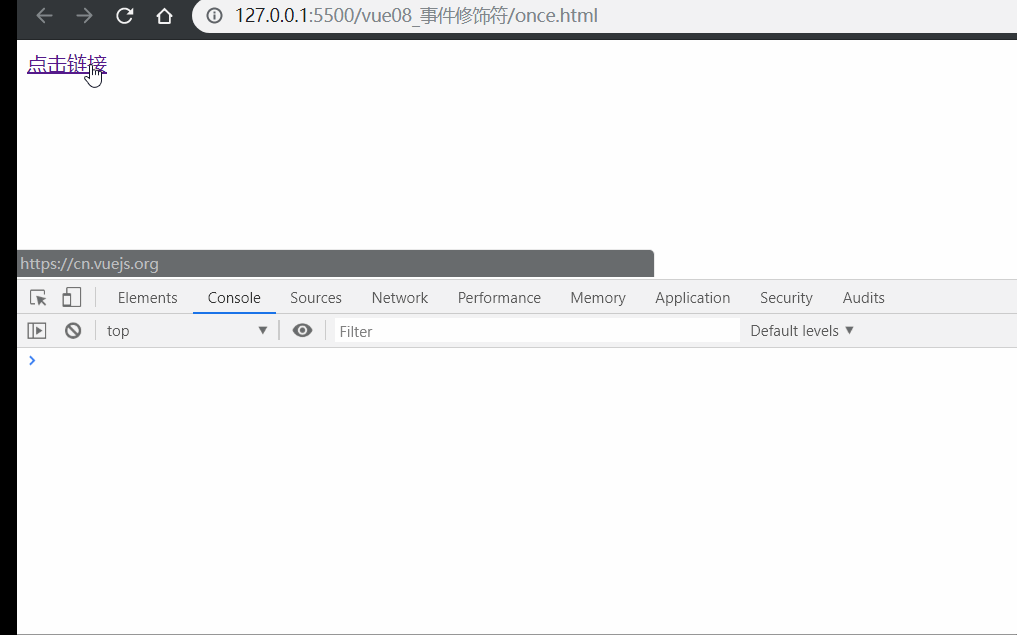 127.0.0.1:5500/vue08_事件修饰符/once.html
点击链接
https://cn.vuejs.org
Elements Console Sources Network Performance Memory Application Security Audits
top Filter Default levels